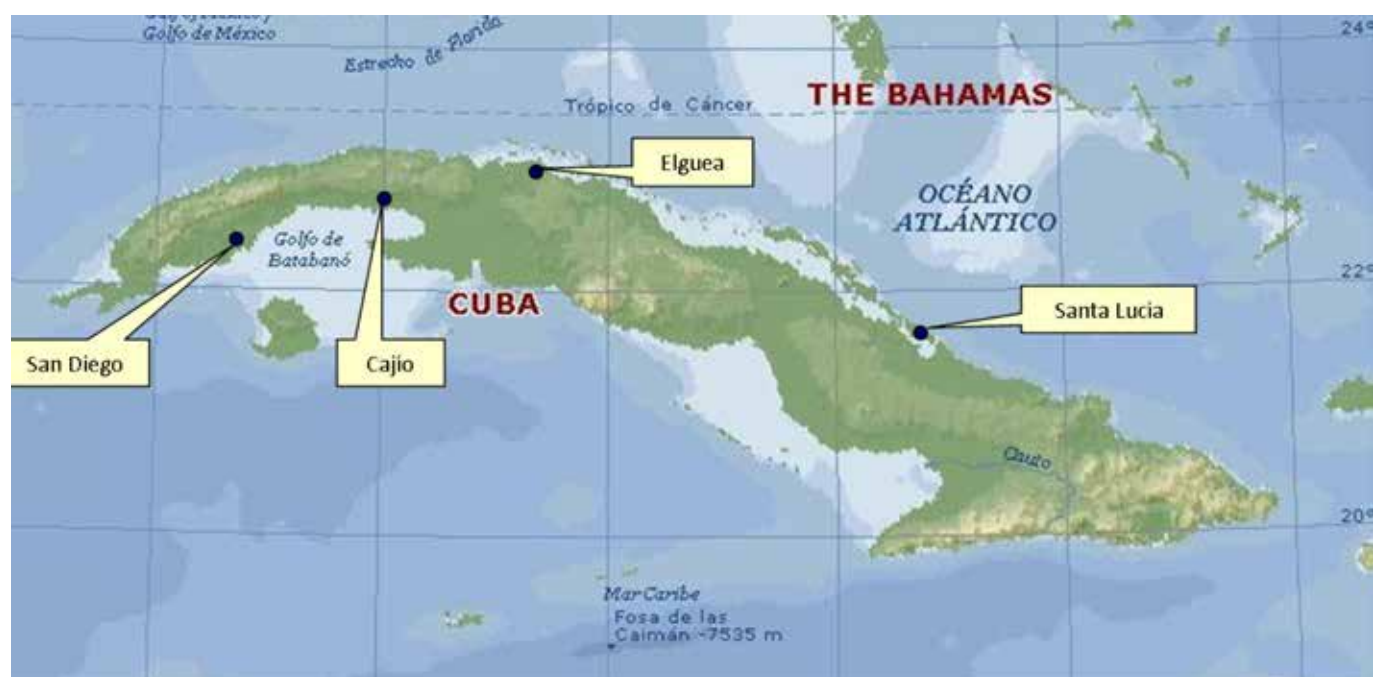 Golfo de México
24°
Estrecho de Florida
THE BAHAMAS
Trópico de Cáncer
Elguea
OCÉANO
ATLÁNTICO
Golfo de
Batabanó
22°
CUBA
Santa Lucia
San Diego
Cajío
Cauto
20°
Mar Caribe
Fosa de las
Caimán -7535 m